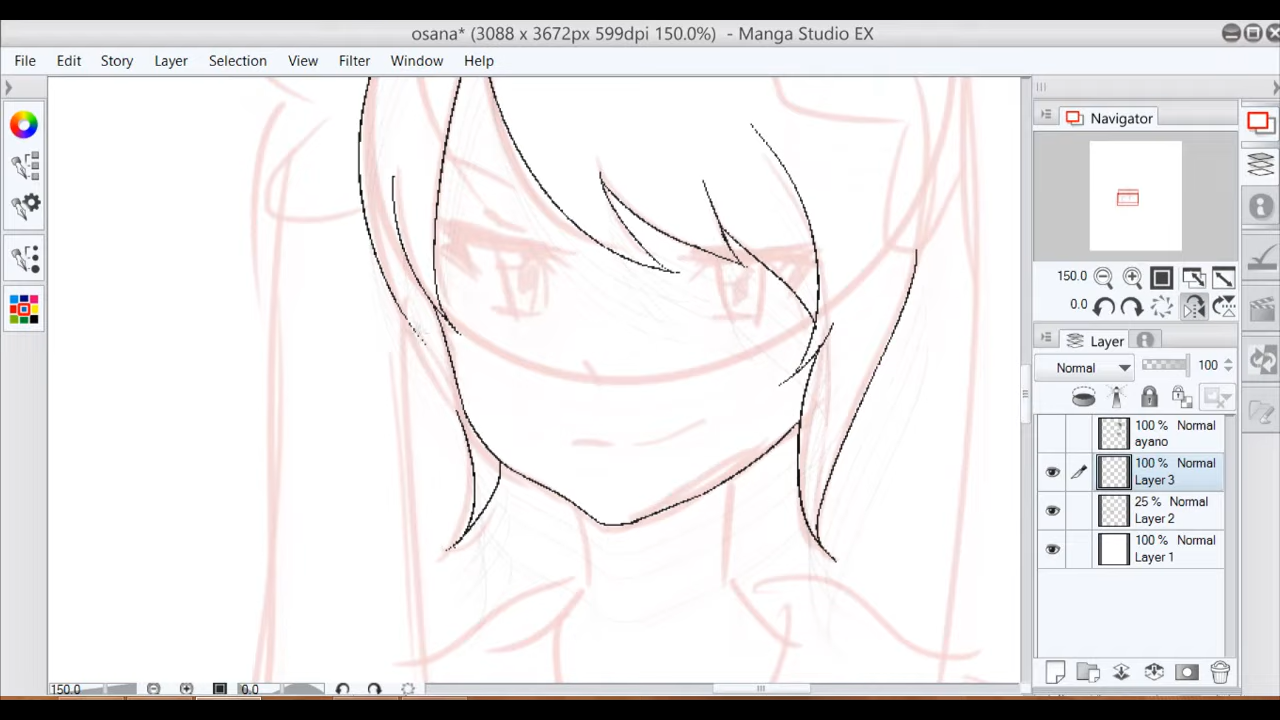 osana* (3088 x 3672px 599dpi 150.0%) - Manga Studio EX
File Edit Story Layer Selection View Filter Window Help
Navigator
150.0
0.0
Layer
Normal 100
100 % Normal
ayano
100 % Normal
Layer 3
25 % Normal
Layer 2
100 % Normal
Layer 1
150.0 0.0